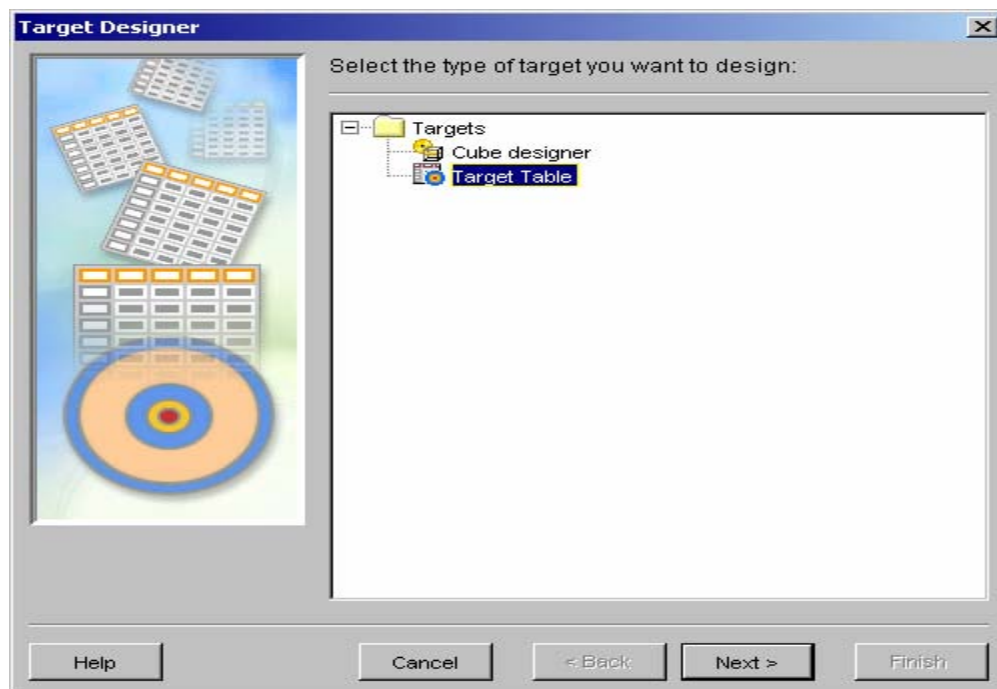 Target Designer
Select the type of target you want to design:
Targets
Cube designer
Target Table
Help
Cancel
< Back
Next >
Finish